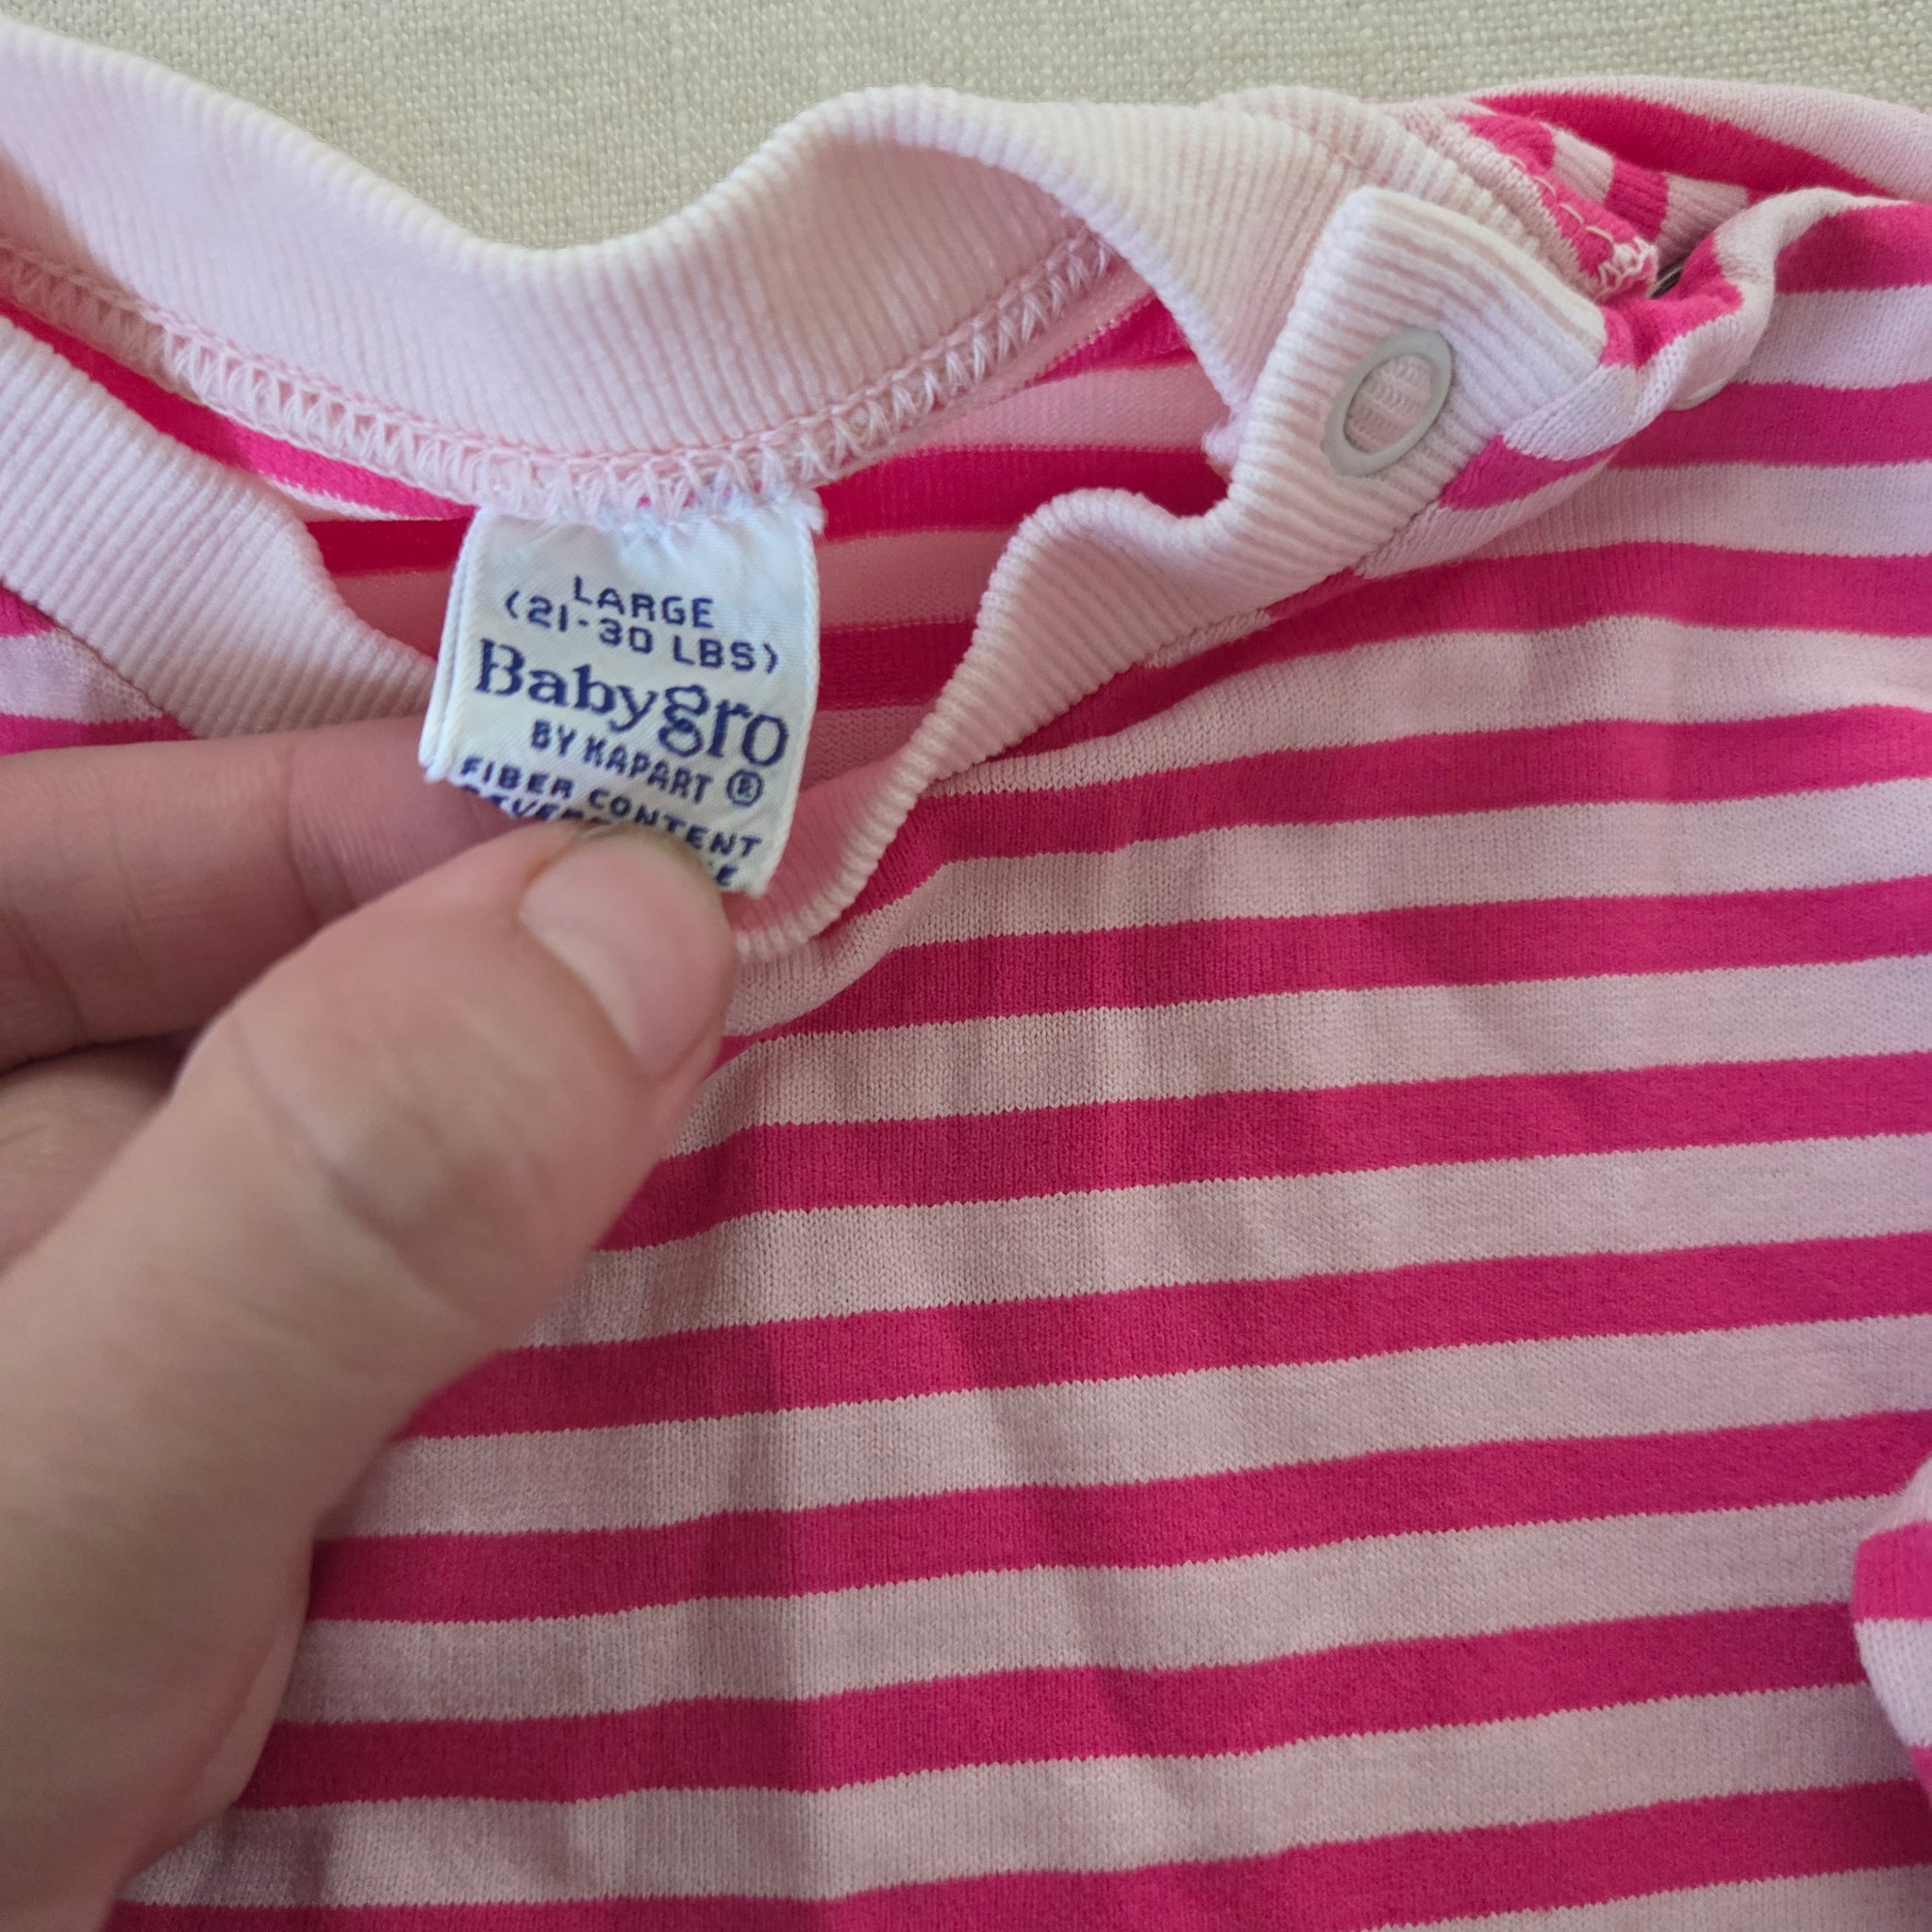 LARGE
(21-30 LBS)
Babygro
BY KAPART ®
FIBER CONTENT